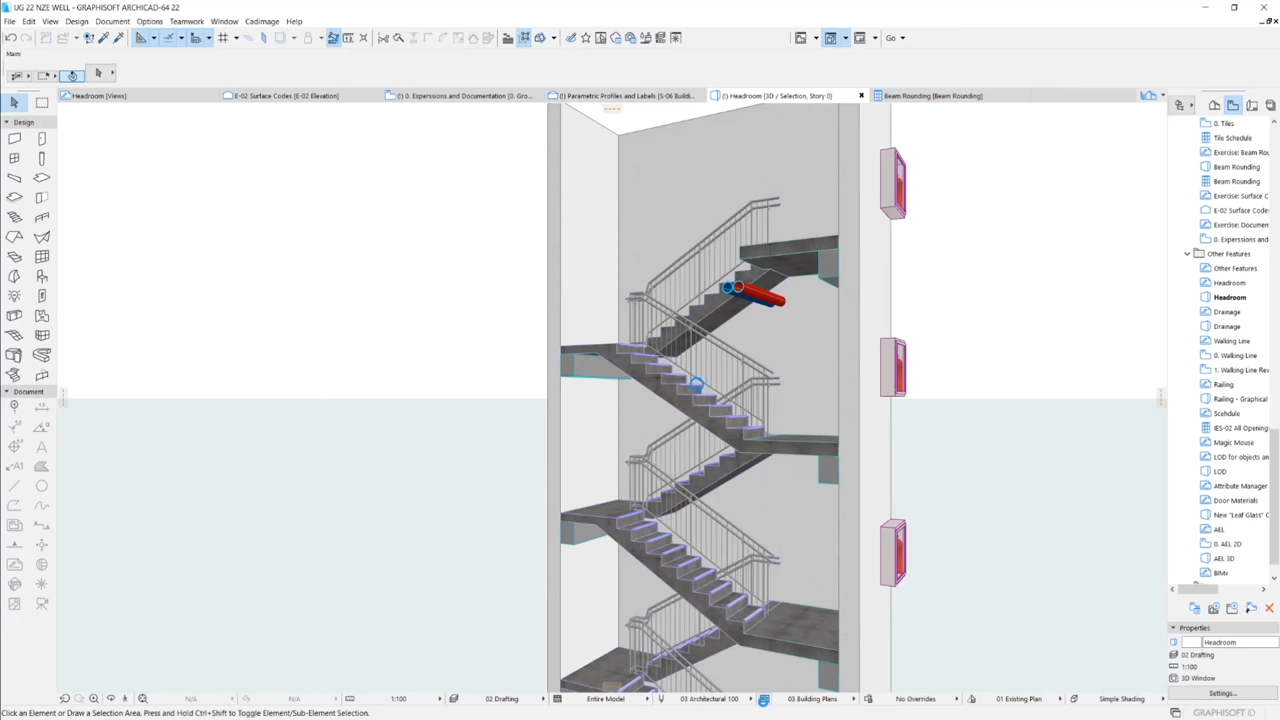 UG 22 NZE WELL - GRAPHISOFT ARCHICAD-64 22
File Edit View Design Document Options Teamwork Window Cadimage Help
Go
Main
Headroom [Views]
E-02 Surface Codes [E-02 Elevation]
(!) 0. Experssions and Documentation [0. Gro...
(!) Parametric Profiles and Labels [S-06 Buildi...
(!) Headroom [3D / Selection, Story 0]
Beam Rounding [Beam Rounding]
Design
Document
0. Tiles
Tile Schedule
Exercise: Beam Rou
Beam Rounding
Beam Rounding
Exercise: Surface C
E-02 Surface Code
Exercise: Documen
0. Experssions and
Other Features
Other Features
Headroom
Headroom
Drainage
Drainage
Walking Line
0. Walking Line
1. Walking Line Rev
Railing
Railing - Graphical
Scehdule
IES-02 All Opening
Magic Mouse
LOD for objects an
LOD
Attribute Manager
Door Materials
New "Leaf Glass" C
AEL
0. AEL 2D
AEL 3D
BIMx
Properties
Headroom
02 Drafting
1:100
3D Window
Settings...
N/A
N/A
1:100
02 Drafting
Entire Model
03 Architectural 100
03 Building Plans
No Overrides
01 Existing Plan
Simple Shading
Click an Element or Draw a Selection Area. Press and Hold Ctrl+Shift to Toggle Element/Sub-Element Selection.
GRAPHISOFT ID